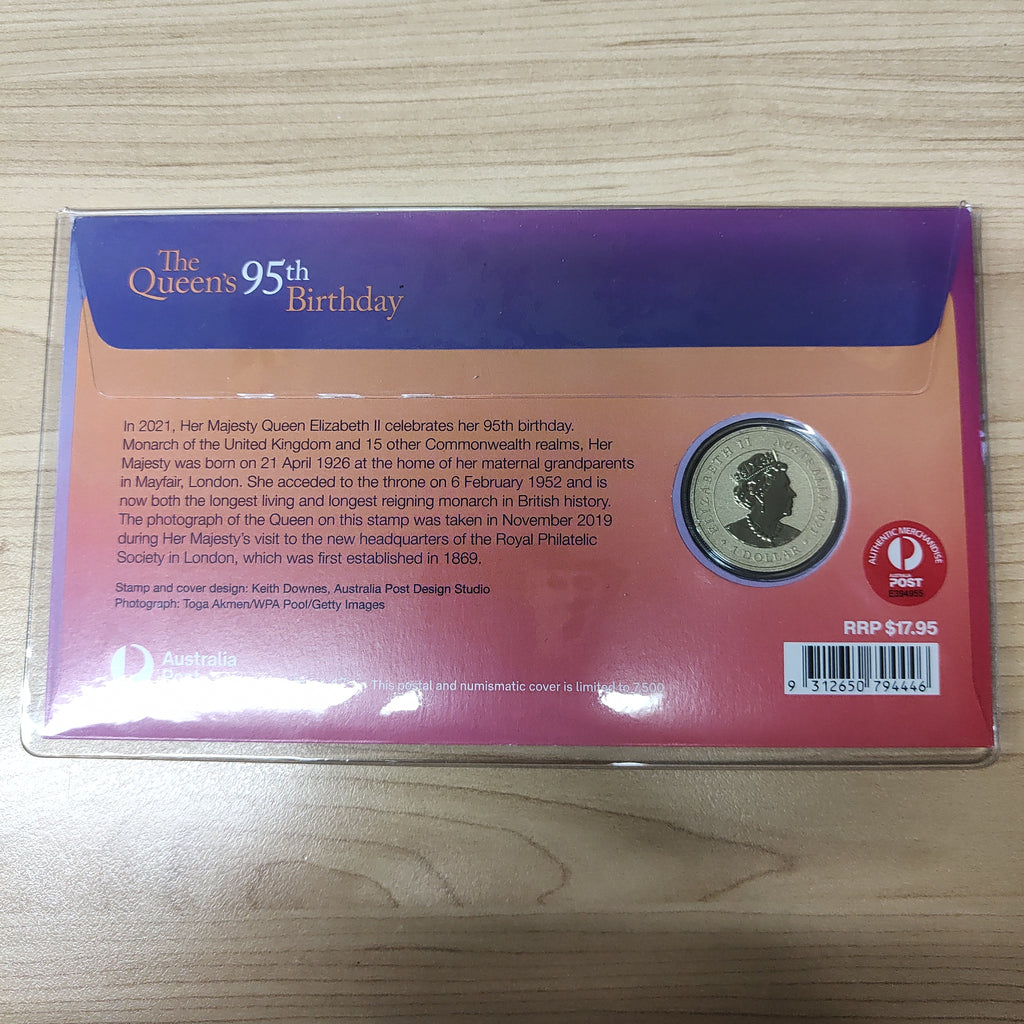 The
Queen's 95th
Birthday
In 2021, Her Majesty Queen Elizabeth II celebrates her 95th birthday.
Monarch of the United Kingdom and 15 other Commonwealth realms, Her
Majesty was born on 21 April 1926 at the home of her maternal grandparents
in Mayfair, London. She acceded to the throne on 6 February 1952 and is
now both the longest living and longest reigning monarch in British history.
The photograph of the Queen on this stamp was taken in November 2019
during Her Majesty's visit to the new headquarters of the Royal Philatelic
Society in London, which was first established in 1869.
Stamp and cover design: Keith Downes, Australia Post Design Studio
Photograph: Toga Akmen/WPA Pool/Getty Images
Australia
This postal and numismatic cover is limited to 7,500
ELIZABETH II AUSTRALIA
1 DOLLAR
AUTHENTIC MERCHANDISE
AUSTRALIA
POST
E394955
RRP $17.95
9 312650 794446